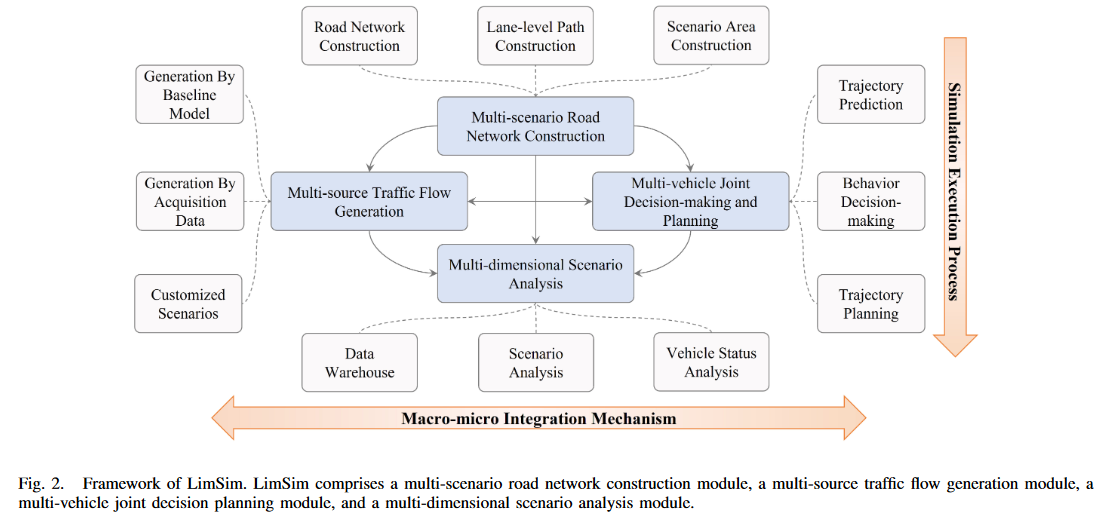 Road Network
Construction
Lane-level Path
Construction
Scenario Area
Construction
Generation By
Baseline
Model
Multi-scenario Road
Network Construction
Trajectory
Prediction
Generation By
Acquisition
Data
Multi-source Traffic Flow
Generation
Multi-vehicle Joint
Decision-making and
Planning
Behavior
Decision-
making
Customized
Scenarios
Multi-dimensional Scenario
Analysis
Trajectory
Planning
Data
Warehouse
Scenario
Analysis
Vehicle Status
Analysis
Simulation Execution Process
Macro-micro Integration Mechanism
Fig. 2. Framework of LimSim. LimSim comprises a multi-scenario road network construction module, a multi-source traffic flow generation module, a
multi-vehicle joint decision planning module, and a multi-dimensional scenario analysis module.